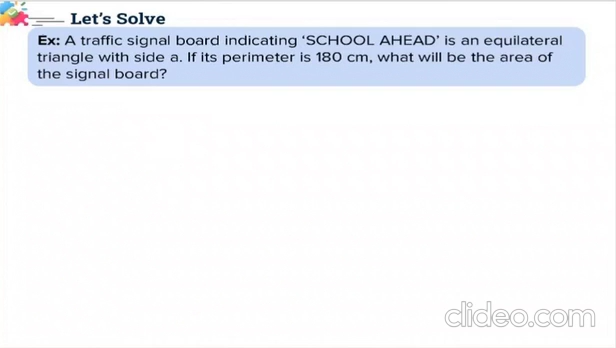 Let's Solve
Ex: A traffic signal board indicating ‘SCHOOL AHEAD’ is an equilateral
triangle with side a. If its perimeter is 180 cm, what will be the area of
the signal board?
clideo.com